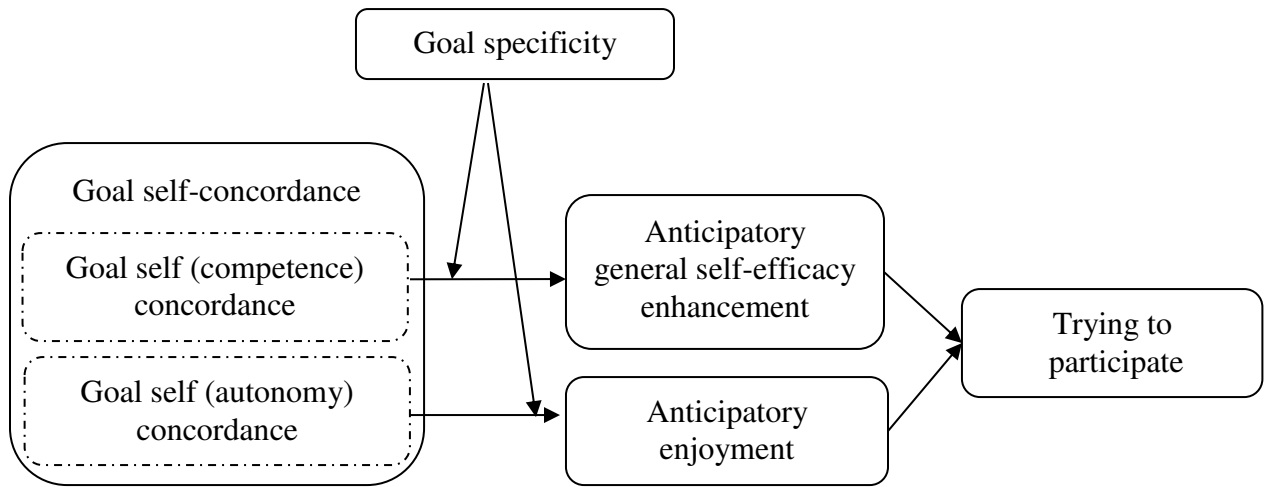 Goal specificity
Goal self-concordance
Goal self (competence)
concordance
Goal self (autonomy)
concordance
Anticipatory
general self-efficacy
enhancement
Anticipatory
enjoyment
Trying to
participate